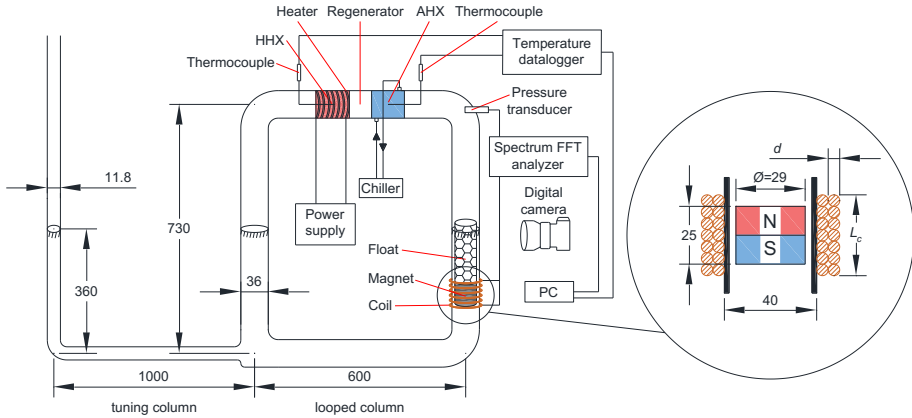 Heater Regenerator AHX Thermocouple
HHX
Thermocouple
Temperature
datalogger
Pressure
transducer
Spectrum FFT
analyzer
Digital
camera
Chiller
Power
supply
Float
Magnet
Coil
PC
11.8
730
360
36
1000
600
tuning column
looped column
d
Ø=29
N
S
25
L_c
40